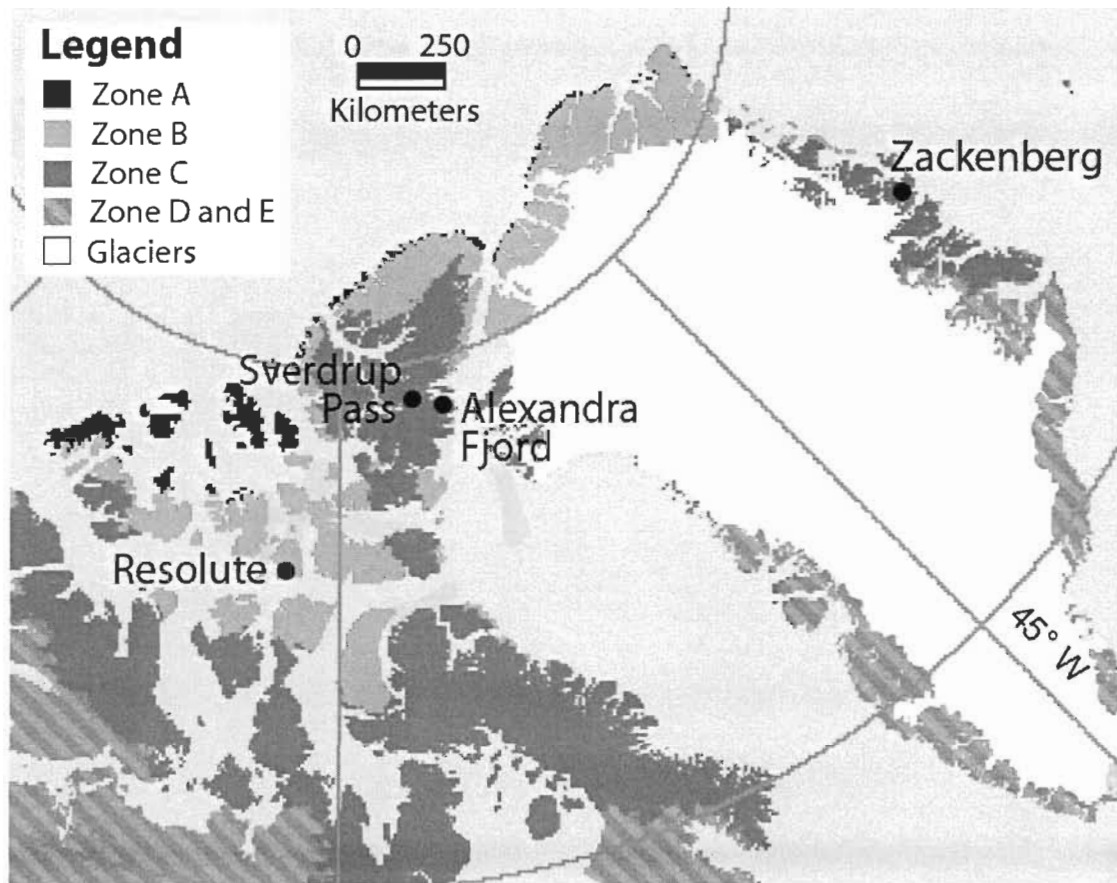 Legend
Zone A
Zone B
Zone C
Zone D and E
Glaciers
0 250
Kilometers
Zackenberg
Sverdrup
Pass
Alexandra
Fjord
Resolute
45° W